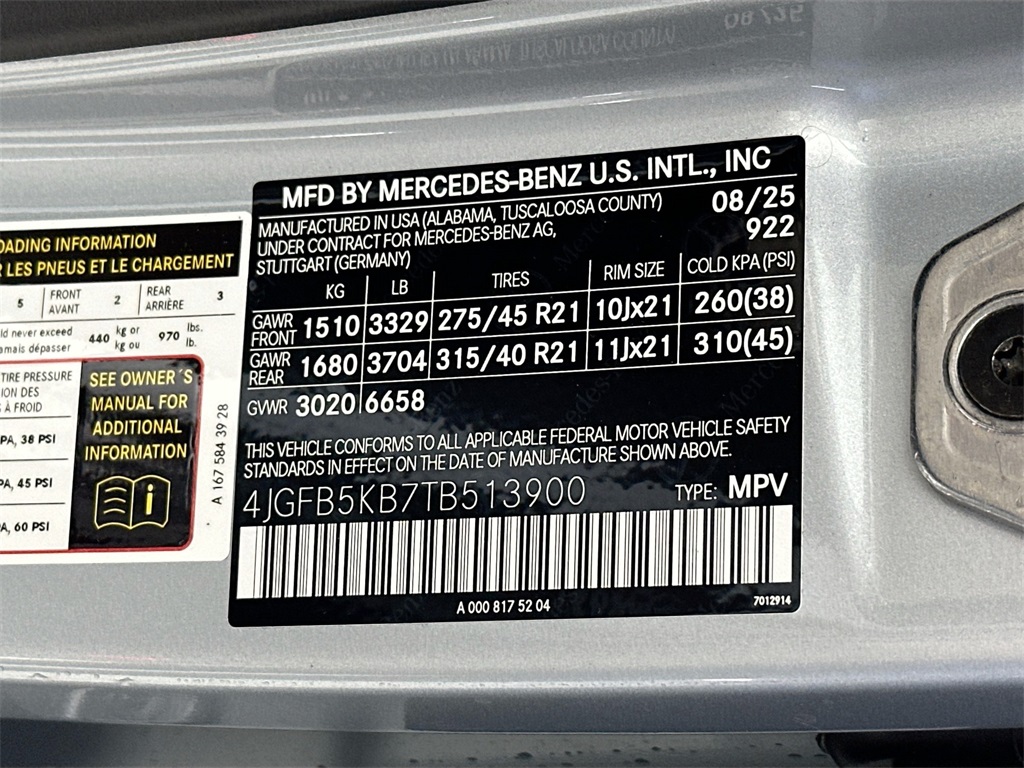 MFD BY MERCEDES-BENZ U.S. INTL., INC
MANUFACTURED IN USA (ALABAMA, TUSCALOOSA COUNTY) 08/25
UNDER CONTRACT FOR MERCEDES-BENZ AG, 922
STUTTGART (GERMANY)
KG LB TIRES RIM SIZE COLD KPA (PSI)
GAWR FRONT 1510 3329 275/45 R21 10Jx21 260(38)
GAWR REAR 1680 3704 315/40 R21 11Jx21 310(45)
GVWR 3020 6658
THIS VEHICLE CONFORMS TO ALL APPLICABLE FEDERAL MOTOR VEHICLE SAFETY
STANDARDS IN EFFECT ON THE DATE OF MANUFACTURE SHOWN ABOVE.
4JGFB5KB7TB513900 TYPE: MPV
A 000 817 52 04 7012914
OADING INFORMATION
LES PNEUS ET LE CHARGEMENT
5 FRONT AVANT 2 REAR ARRIÈRE 3
ld never exceed 440 kg or 970 lbs.
amais dépasser kg ou lb.
TIRE PRESSURE
ION DES
À FROID
PA, 38 PSI
PA, 45 PSI
PA, 60 PSI
SEE OWNER´S
MANUAL FOR
ADDITIONAL
INFORMATION
i
A 167 584 39 28